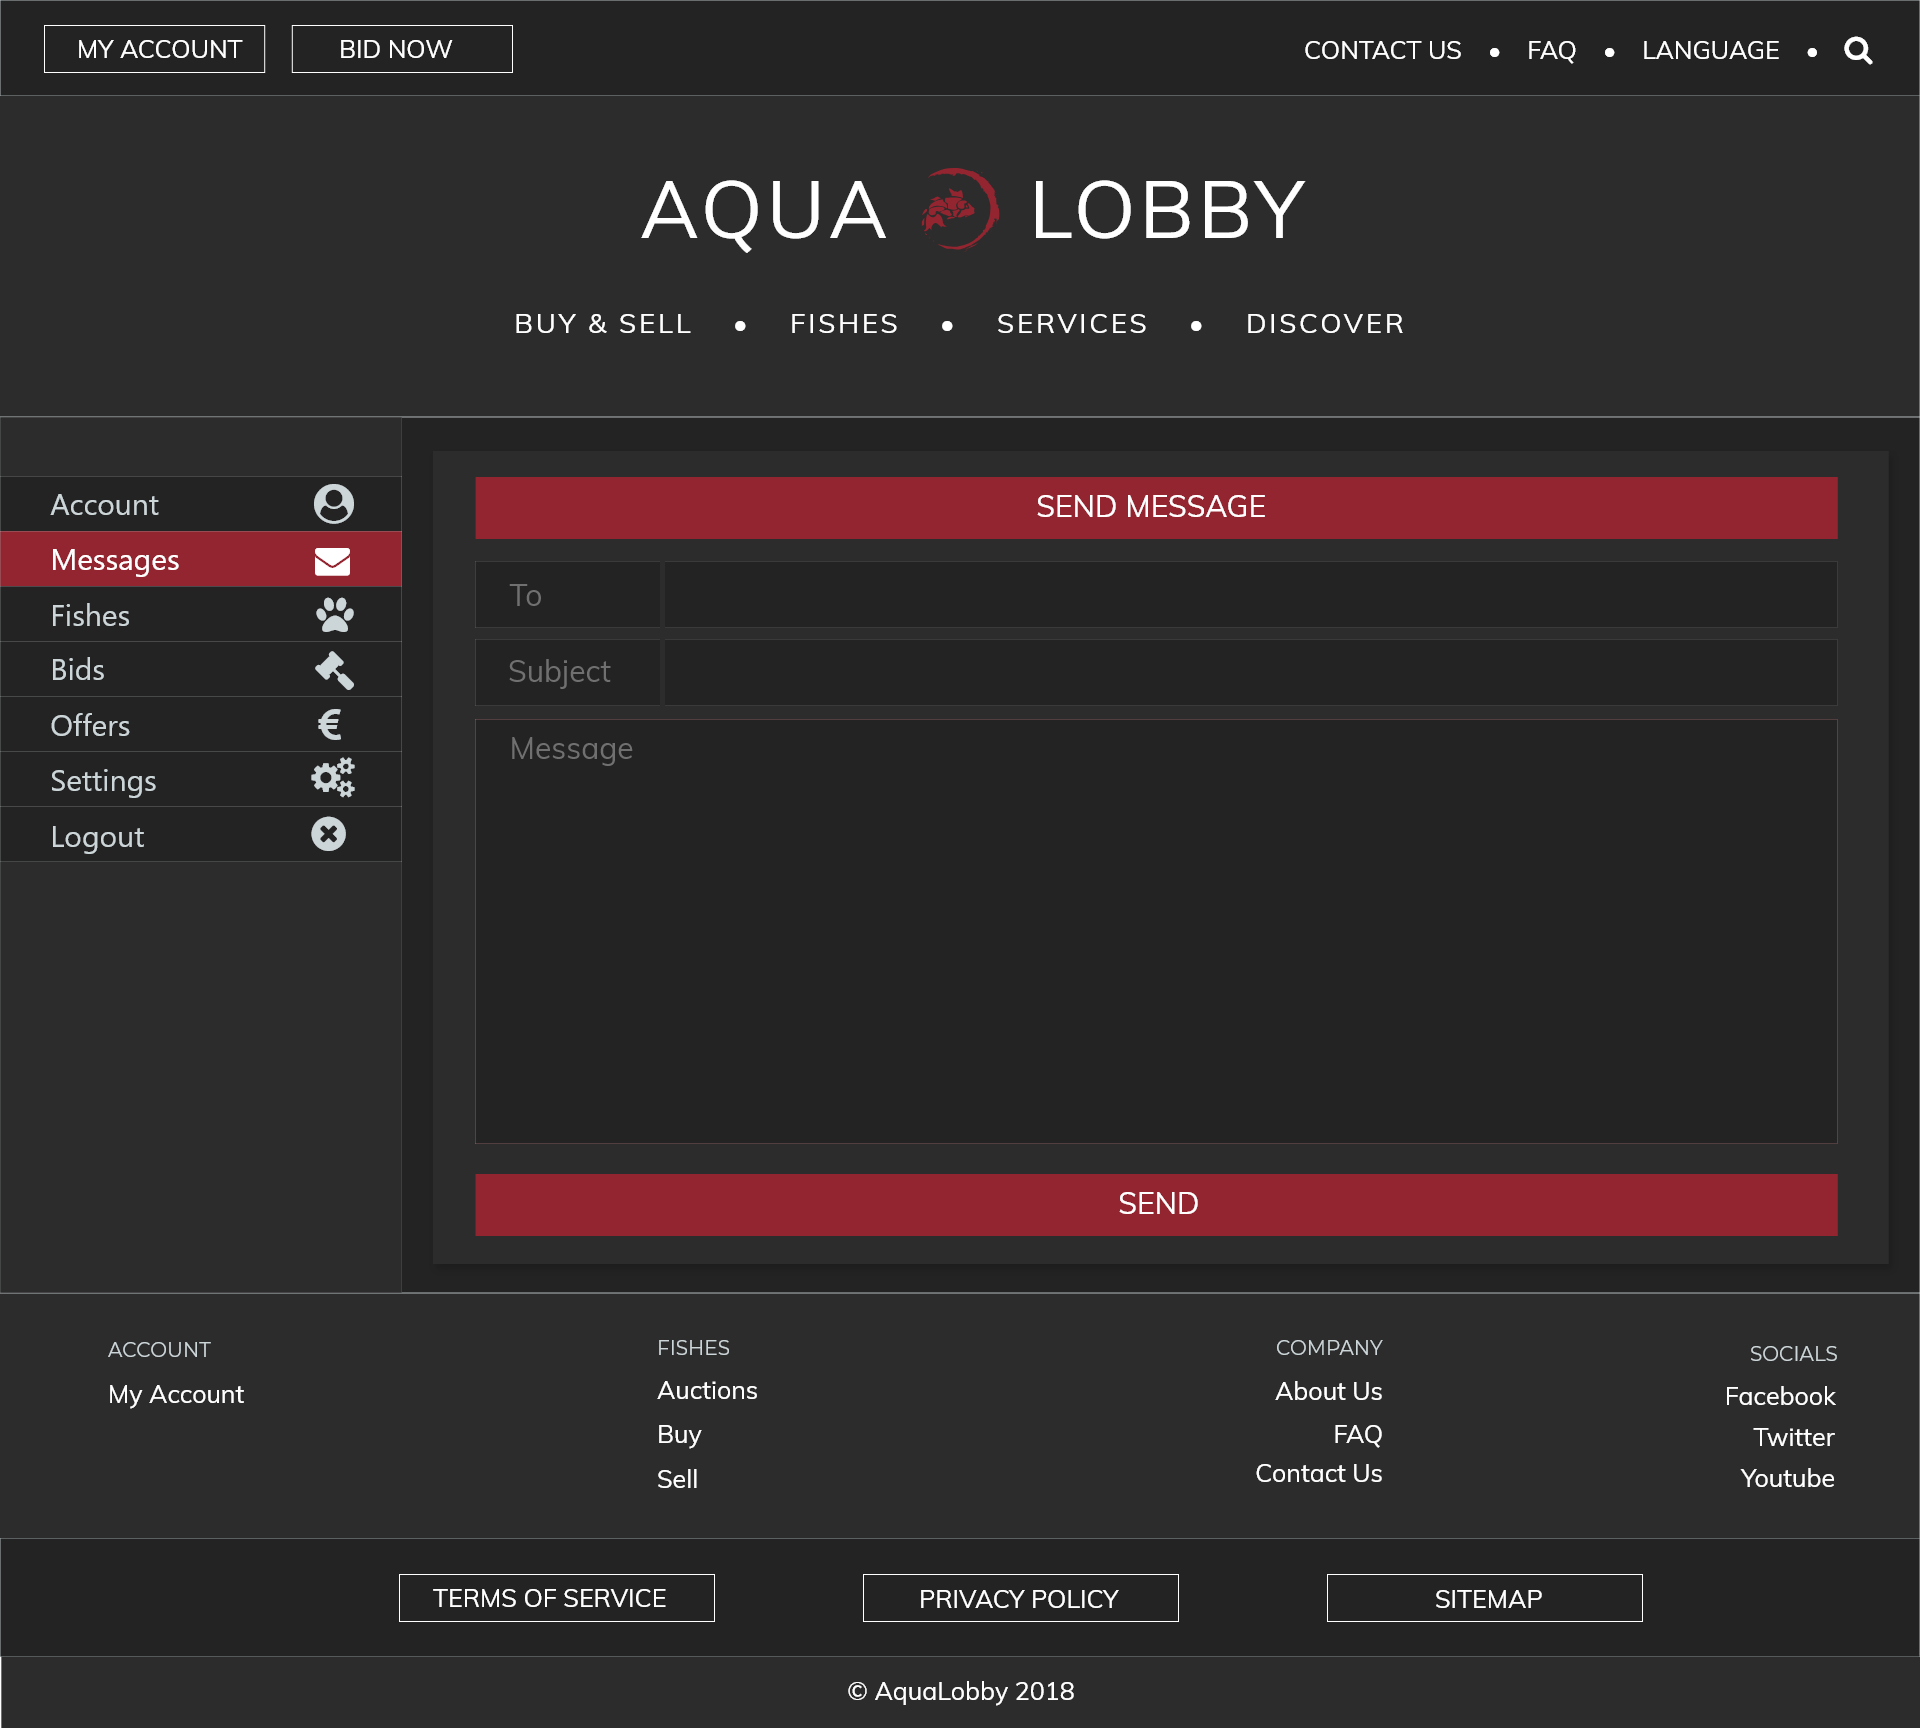 MY ACCOUNT
BID NOW
CONTACT US • FAQ • LANGUAGE •
AQUA LOBBY
BUY & SELL • FISHES • SERVICES • DISCOVER
Account
Messages
Fishes
Bids
Offers
€
Settings
Logout
SEND MESSAGE
To
Subject
Message
SEND
ACCOUNT
My Account
FISHES
Auctions
Buy
Sell
COMPANY
About Us
FAQ
Contact Us
SOCIALS
Facebook
Twitter
Youtube
TERMS OF SERVICE
PRIVACY POLICY
SITEMAP
© AquaLobby 2018